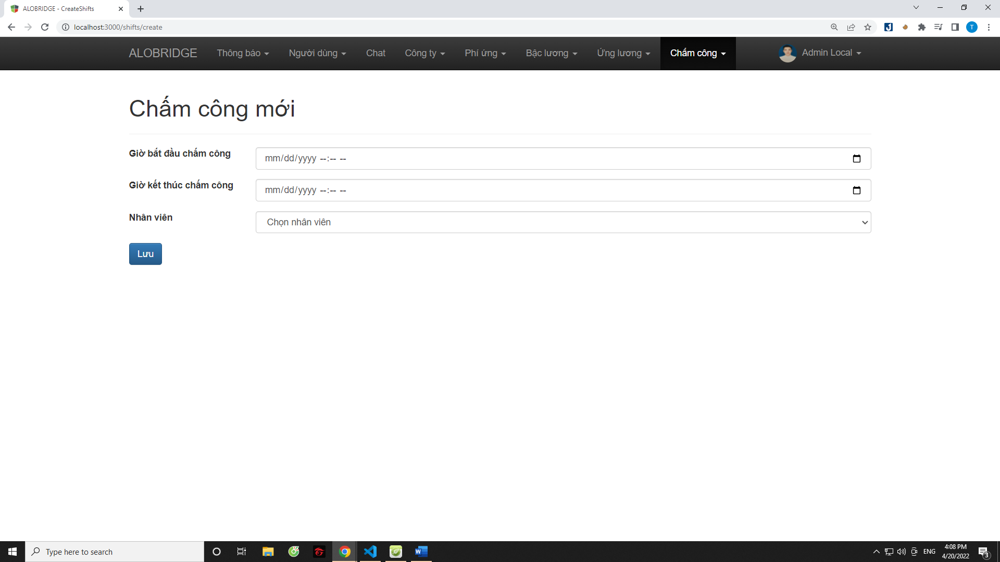 ALOBRIDGE - CreateShifts
localhost:3000/shifts/create
T
ALOBRIDGE Thông báo Người dùng Chat Công ty Phí ứng Bậc lương Ứng lương Chấm công Admin Local
Chấm công mới
Giờ bắt đầu chấm công mm/dd/yyyy --:-- --
Giờ kết thúc chấm công mm/dd/yyyy --:-- --
Nhân viên Chọn nhân viên
Lưu
Type here to search
W
ENG
4:08 PM
4/20/2022
3